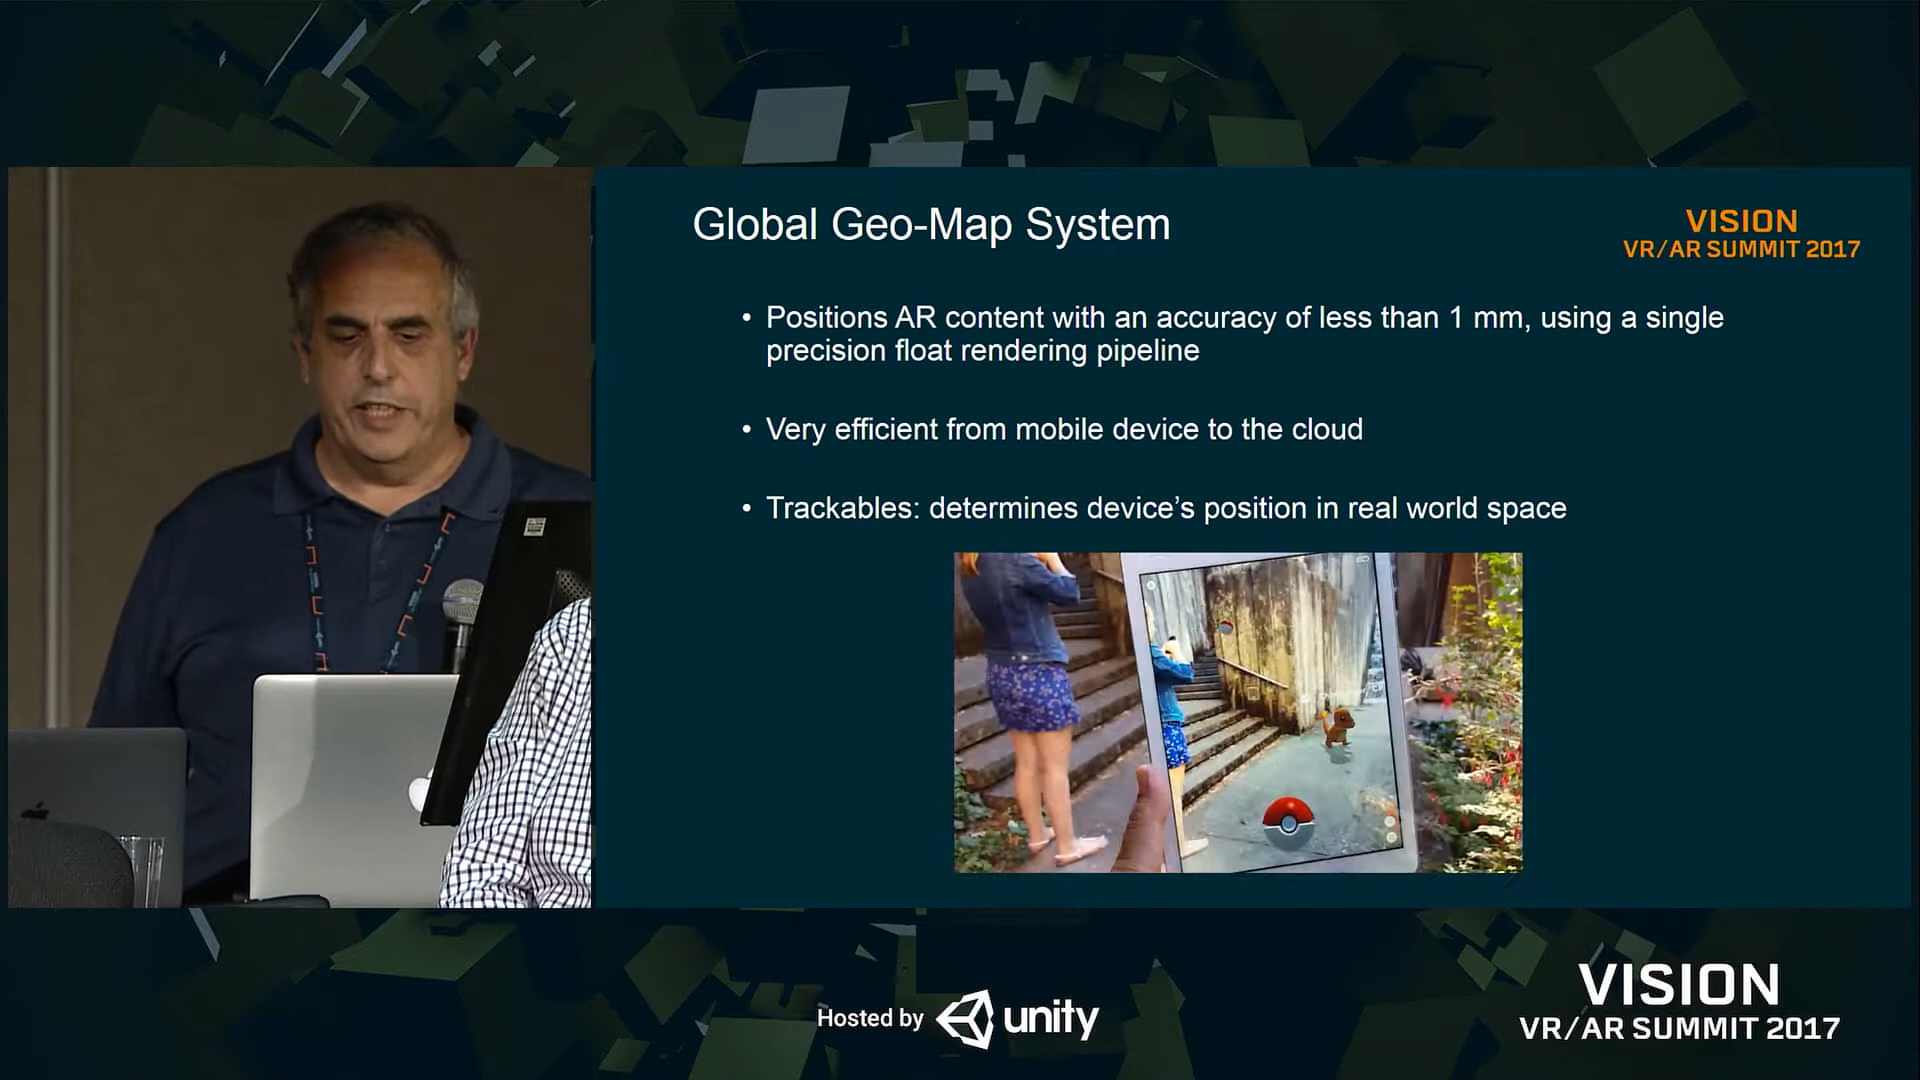 Global Geo-Map System
VISION
VR/AR SUMMIT 2017
• Positions AR content with an accuracy of less than 1 mm, using a single
precision float rendering pipeline
• Very efficient from mobile device to the cloud
• Trackables: determines device’s position in real world space
Hosted by unity
VISION
VR/AR SUMMIT 2017